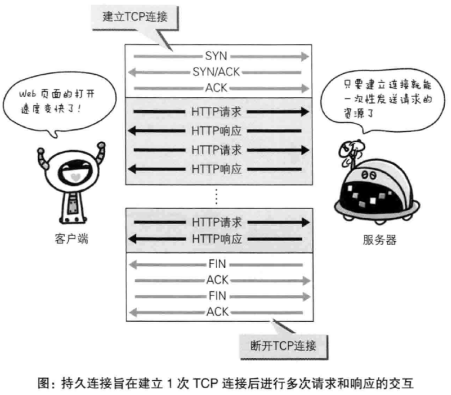 建立TCP连接
SYN
SYN/ACK
ACK
Web 页面的打开
速度变快了!
只要建立连接就能
一次性发送请求的
资源了
HTTP请求
HTTP响应
HTTP请求
HTTP响应
HTTP请求
HTTP响应
客户端
服务器
FIN
ACK
FIN
ACK
断开TCP连接
图：持久连接旨在建立 1 次 TCP 连接后进行多次请求和响应的交互